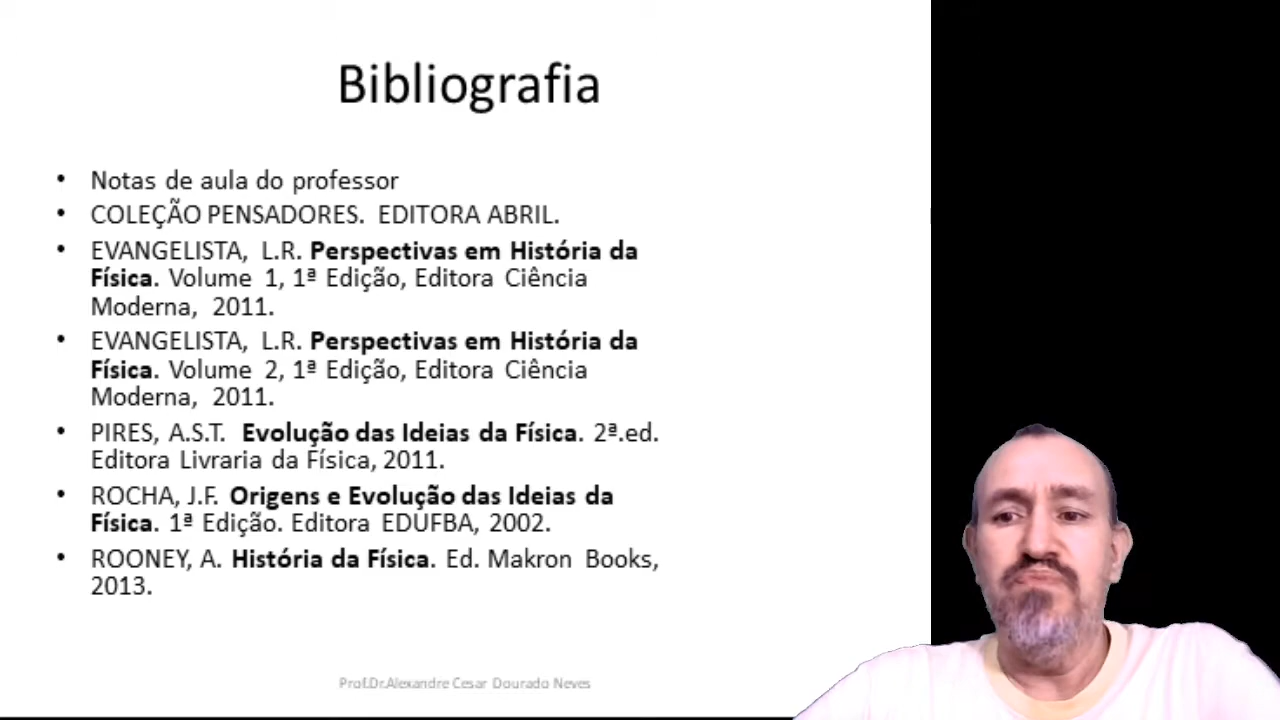 Bibliografia
• Notas de aula do professor
• COLEÇÃO PENSADORES. EDITORA ABRIL.
• EVANGELISTA, L.R. Perspectivas em História da
Física. Volume 1, 1ª Edição, Editora Ciência
Moderna, 2011.
• EVANGELISTA, L.R. Perspectivas em História da
Física. Volume 2, 1ª Edição, Editora Ciência
Moderna, 2011.
• PIRES, A.S.T. Evolução das Ideias da Física. 2ª.ed.
Editora Livraria da Física, 2011.
• ROCHA, J.F. Origens e Evolução das Ideias da
Física. 1ª Edição. Editora EDUFBA, 2002.
• ROONEY, A. História da Física. Ed. Makron Books,
2013.
Prof.Dr.Alexandre Cesar Dourado Neves